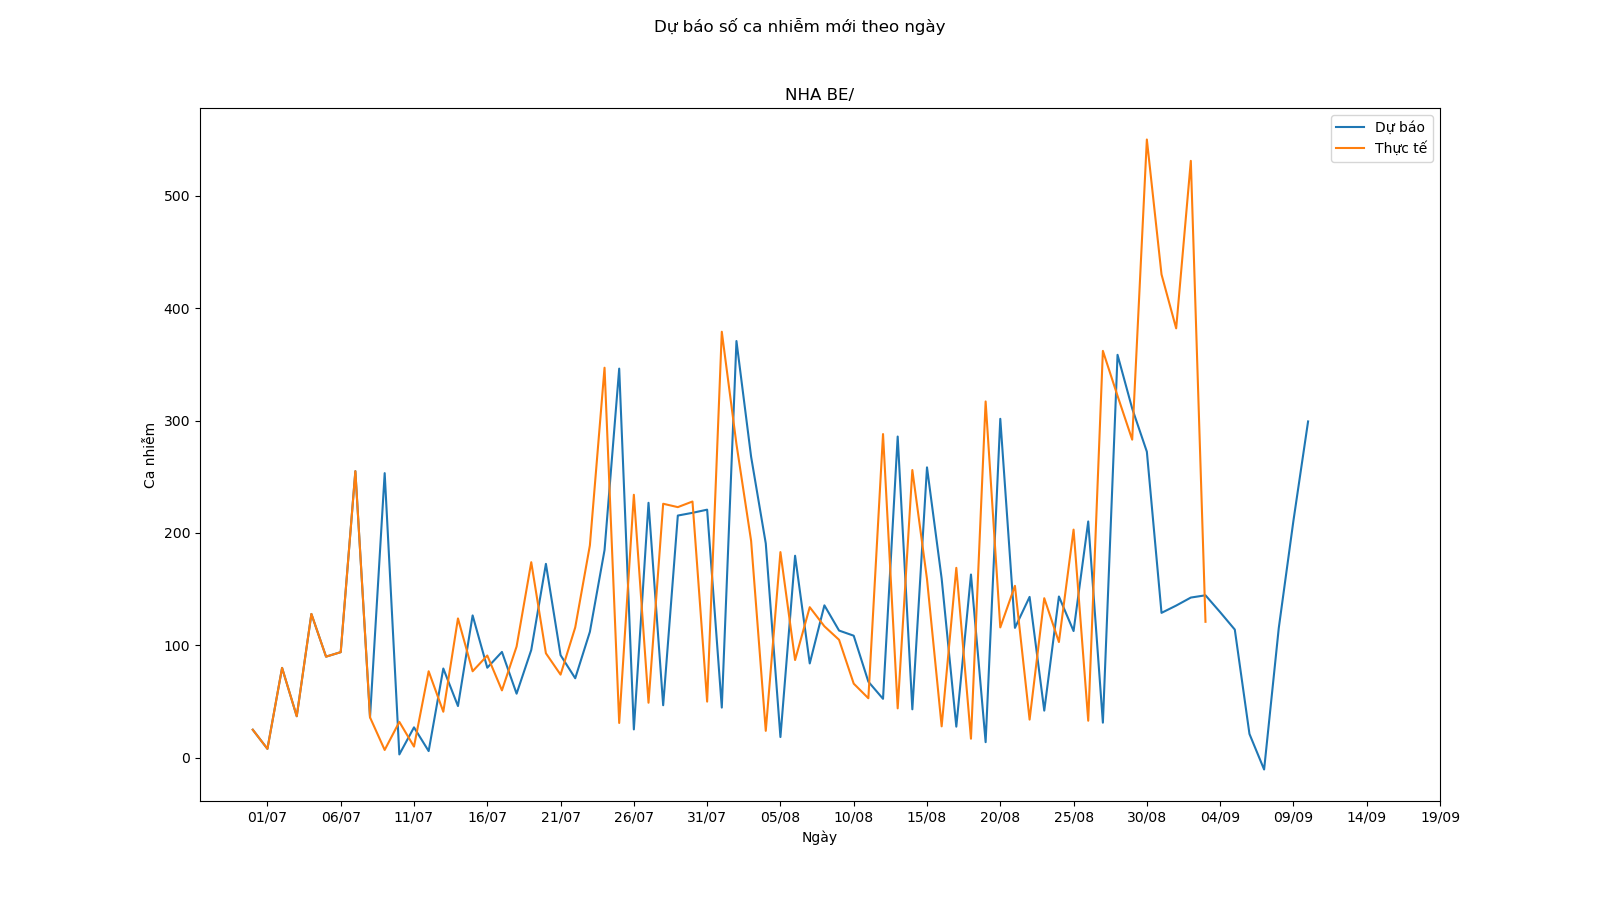 Dự báo số ca nhiễm mới theo ngày
NHA BE/
Dự báo
Thực tế
500
400
300
200
100
0
Ca nhiễm
01/07 06/07 11/07 16/07 21/07 26/07 31/07 05/08 10/08 15/08 20/08 25/08 30/08 04/09 09/09 14/09 19/09
Ngày